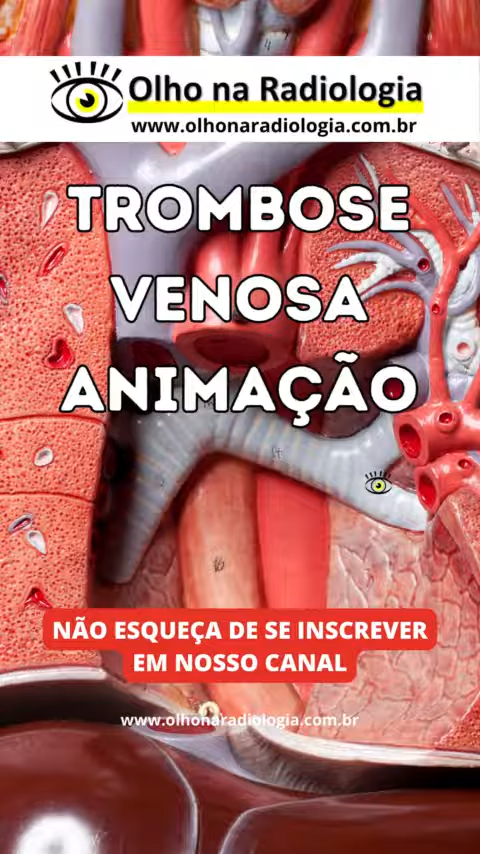 Olho na Radiologia
www.olhonaradiologia.com.br
TROMBOSE
VENOSA
ANIMAÇÃO
NÃO ESQUEÇA DE SE INSCREVER
EM NOSSO CANAL
www.olhonaradiologia.com.br